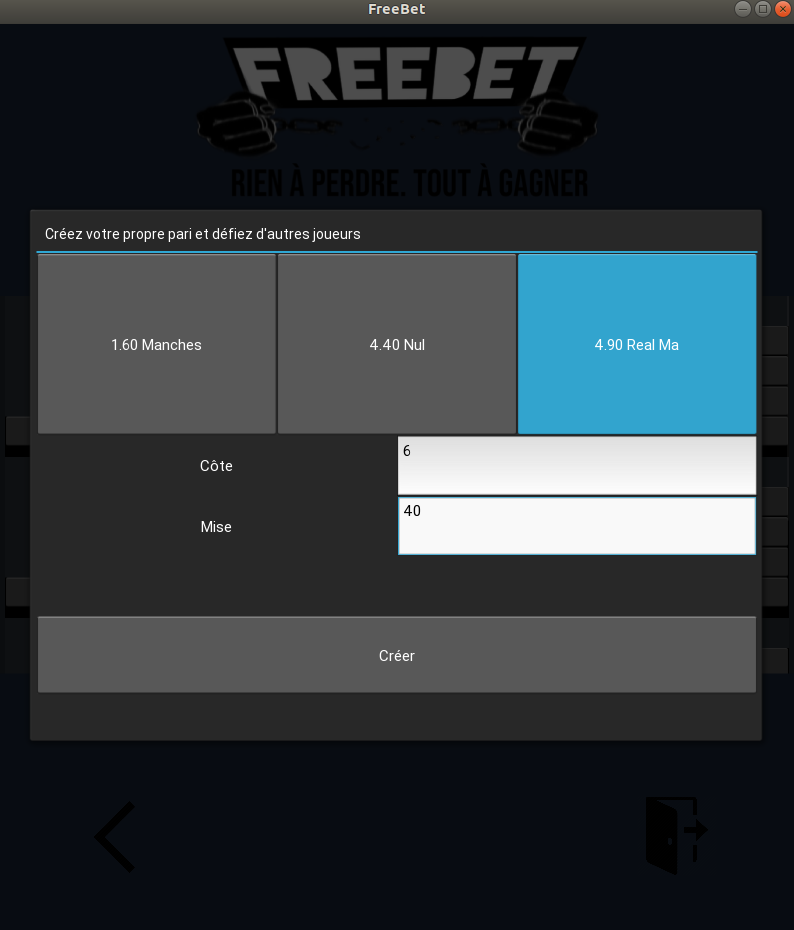 FreeBet
FREEBET
RIEN À PERDRE. TOUT À GAGNER
Créez votre propre pari et défiez d'autres joueurs
1.60 Manches
4.40 Nul
4.90 Real Ma
Côte
6
Mise
40
Créer